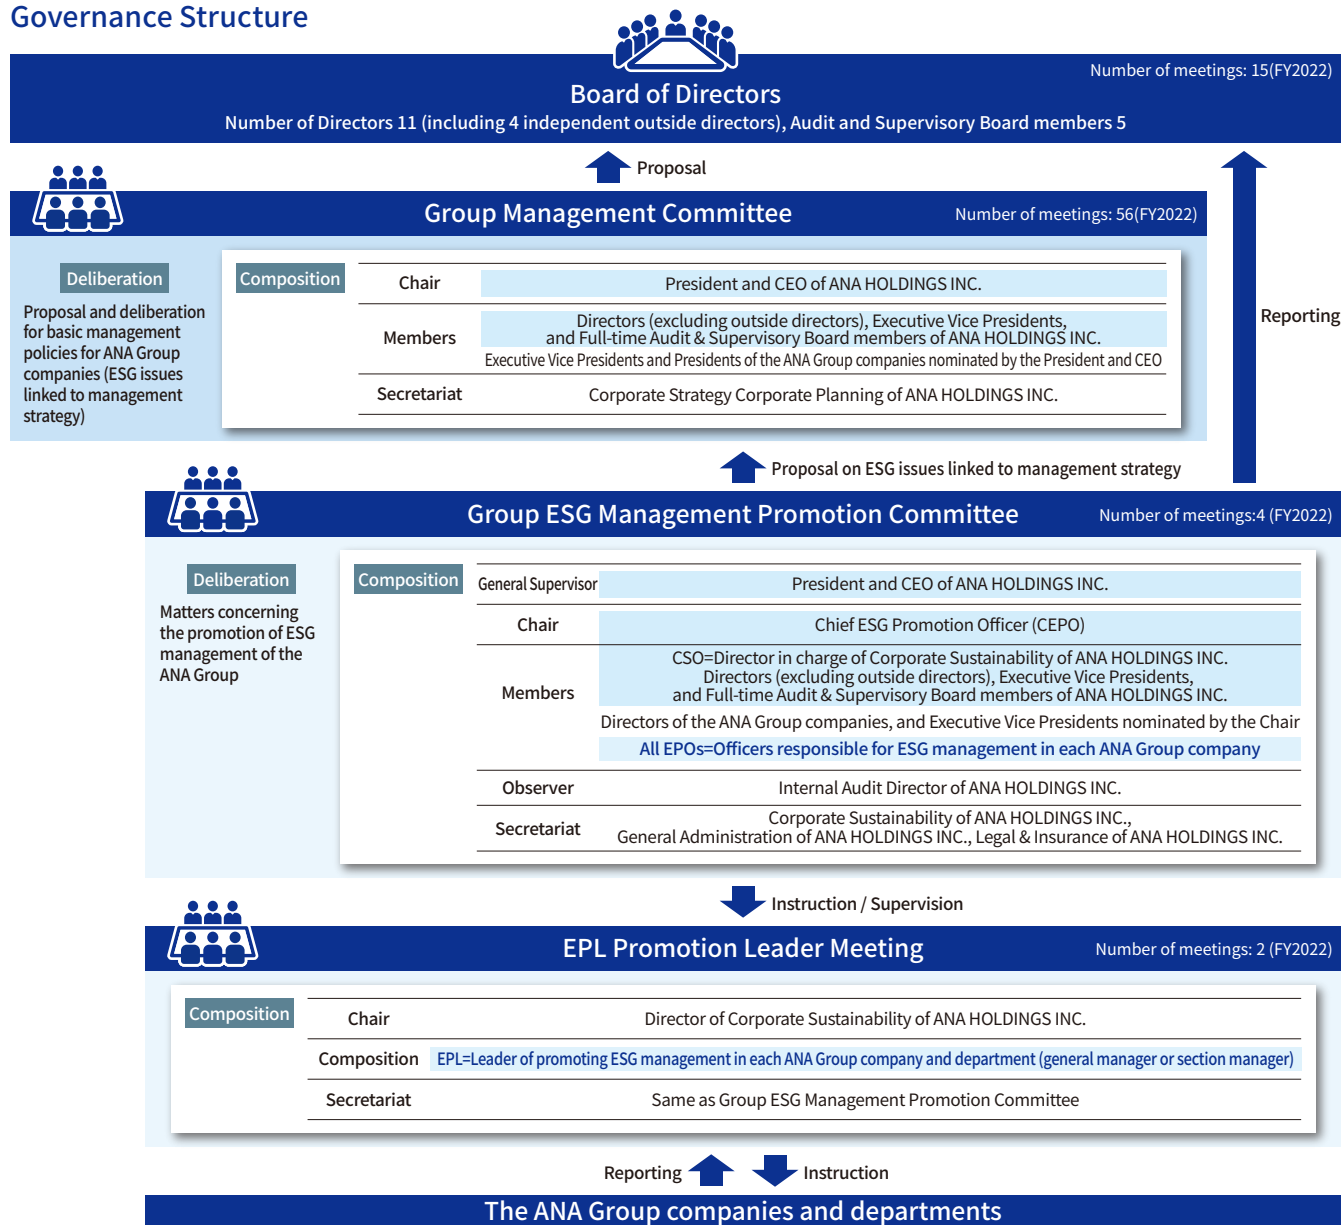 Governance Structure
Number of meetings: 15(FY2022)
Board of Directors
Number of Directors 11 (including 4 independent outside directors), Audit and Supervisory Board members 5
Proposal
Group Management Committee
Number of meetings: 56(FY2022)
Deliberation
Proposal and deliberation
for basic management
policies for ANA Group
companies (ESG issues
linked to management
strategy)
Composition
Chair
President and CEO of ANA HOLDINGS INC.
Members
Directors (excluding outside directors), Executive Vice Presidents,
and Full-time Audit & Supervisory Board members of ANA HOLDINGS INC.
Executive Vice Presidents and Presidents of the ANA Group companies nominated by the President and CEO
Secretariat
Corporate Strategy Corporate Planning of ANA HOLDINGS INC.
Reporting
Proposal on ESG issues linked to management strategy
Group ESG Management Promotion Committee
Number of meetings:4 (FY2022)
Deliberation
Matters concerning
the promotion of ESG
management of the
ANA Group
Composition
General Supervisor
President and CEO of ANA HOLDINGS INC.
Chair
Chief ESG Promotion Officer (CEPO)
Members
CSO=Director in charge of Corporate Sustainability of ANA HOLDINGS INC.
Directors (excluding outside directors), Executive Vice Presidents,
and Full-time Audit & Supervisory Board members of ANA HOLDINGS INC.
Directors of the ANA Group companies, and Executive Vice Presidents nominated by the Chair
All EPOs=Officers responsible for ESG management in each ANA Group company
Observer
Internal Audit Director of ANA HOLDINGS INC.
Secretariat
Corporate Sustainability of ANA HOLDINGS INC.,
General Administration of ANA HOLDINGS INC., Legal & Insurance of ANA HOLDINGS INC.
Instruction / Supervision
EPL Promotion Leader Meeting
Number of meetings: 2 (FY2022)
Composition
Chair
Director of Corporate Sustainability of ANA HOLDINGS INC.
Composition
EPL=Leader of promoting ESG management in each ANA Group company and department (general manager or section manager)
Secretariat
Same as Group ESG Management Promotion Committee
Reporting
Instruction
The ANA Group companies and departments